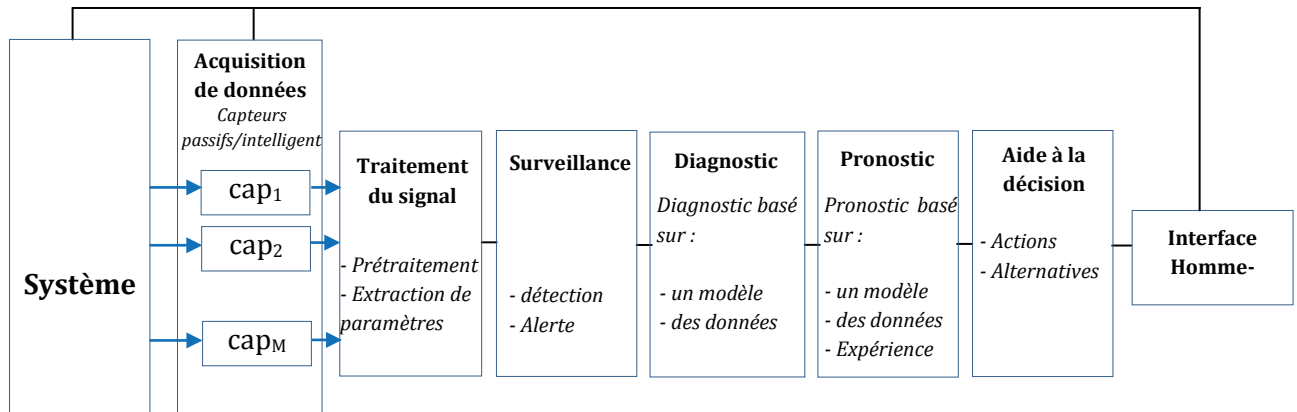 Système
Acquisition
de données
Capteurs
passifs/intelligent
cap1
cap2
capM
Traitement
du signal
- Prétraitement
- Extraction de
paramètres
Surveillance
- détection
- Alerte
Diagnostic
Diagnostic basé
sur :
- un modèle
- des données
Pronostic
Pronostic basé
sur :
- un modèle
- des données
- Expérience
Aide à la
décision
- Actions
- Alternatives
Interface
Homme-